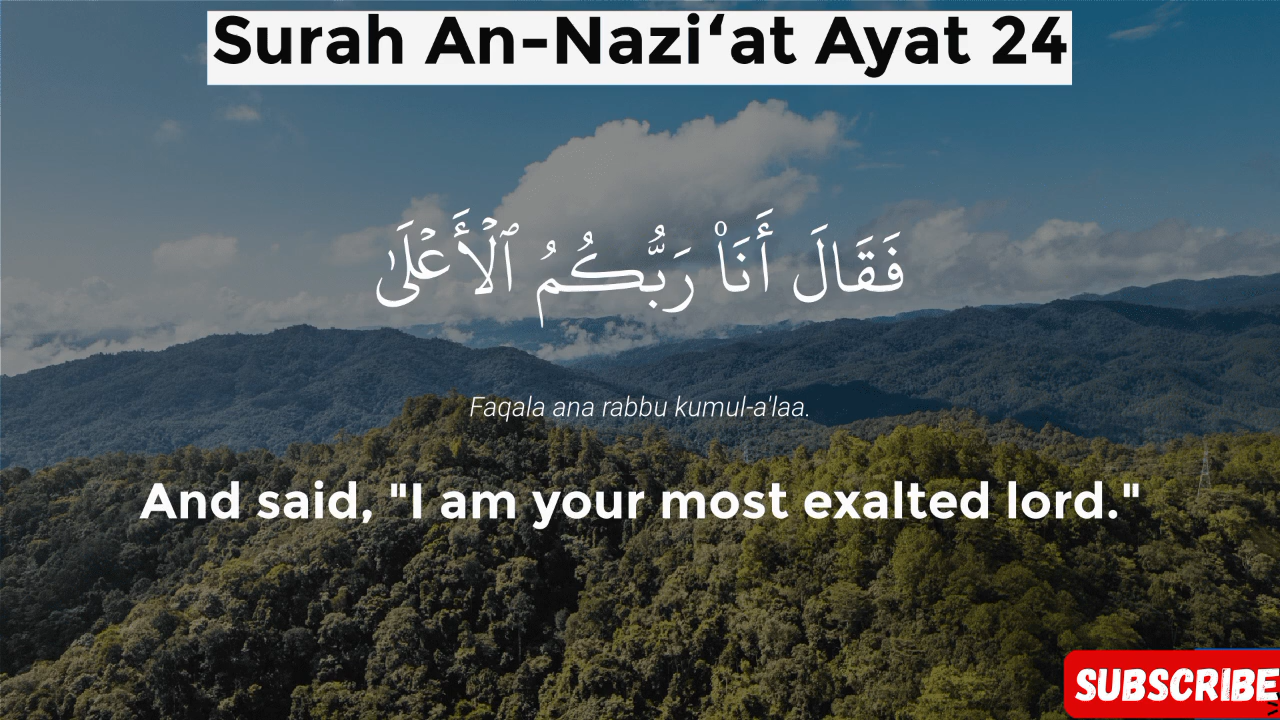 Surah An-Nazi‘at Ayat 24
فَقَالَ أَنَا۠ رَبُّكُمُ ٱلْأَعْلَىٰ
Faqala ana rabbu kumul-a'laa.
And said, "I am your most exalted lord."
SUBSCRIBE